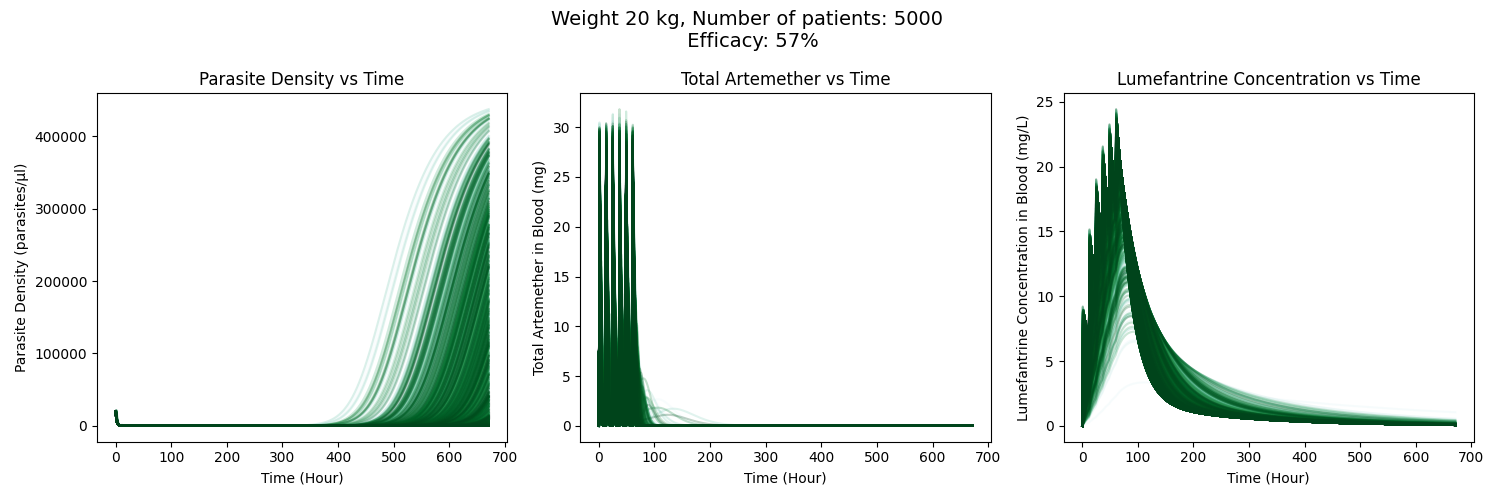 Weight 20 kg, Number of patients: 5000
Efficacy: 57%
Parasite Density vs Time
Parasite Density (parasites/µl)
400000
300000
200000
100000
0
0 100 200 300 400 500 600 700
Time (Hour)
Total Artemether vs Time
Total Artemether in Blood (mg)
30
25
20
15
10
5
0
0 100 200 300 400 500 600 700
Time (Hour)
Lumefantrine Concentration vs Time
Lumefantrine Concentration in Blood (mg/L)
25
20
15
10
5
0
0 100 200 300 400 500 600 700
Time (Hour)